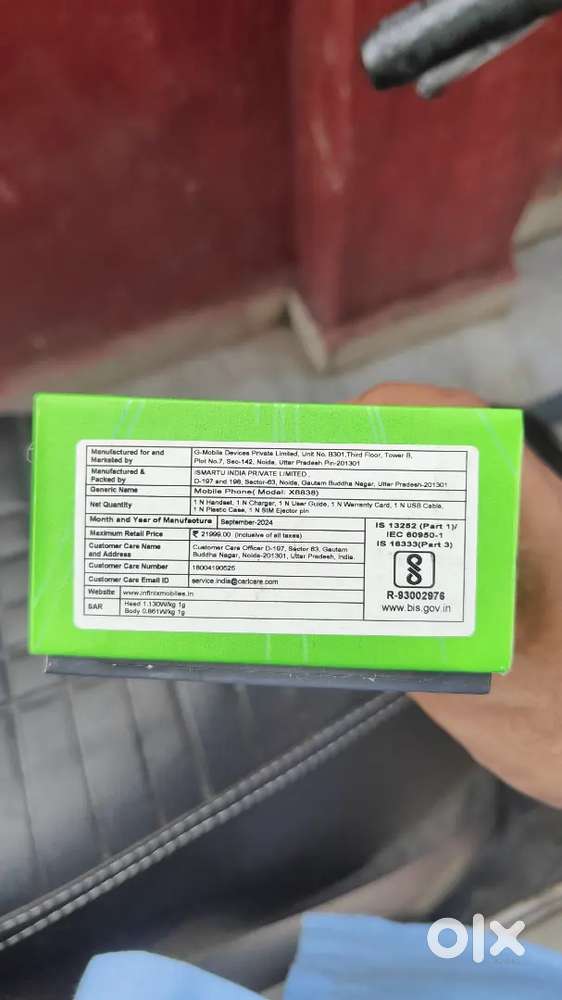 Manufactured for and Marketed by
G-Mobile Devices Private Limited, Unit No. B301,Third Floor, Tower B,
Plot No.7, Sec-142, Noida, Uttar Pradesh Pin-201301
Manufactured & Packed by
ISMARTU INDIA PRIVATE LIMITED,
D-197 and 198, Sector-63, Noida, Gautam Buddha Nagar, Uttar Pradesh-201301
Generic Name Mobile Phone( Model: X6838)
Net Quantity
1 N Handset, 1 N Charger, 1 N User Guide, 1 N Warranty Card, 1 N USB Cable,
1 N Plastic Case, 1 N SIM Ejector pin
Month and Year of Manufacture September-2024
Maximum Retail Price ₹ 21999.00 (inclusive of all taxes)
Customer Care Name and Address
Customer Care Officer D-197, Sector 63, Gautam
Buddha Nagar, Noida-201301, Uttar Pradesh, India.
Customer Care Number 18004190525
Customer Care Email ID service.india@carlcare.com
Website www.infinixmobiles.in
SAR
Head 1.130W/kg 1g
Body 0.861W/kg 1g
IS 13252 (Part 1)/
IEC 60950-1
IS 16333(Part 3)
R-93002976
www.bis.gov.in
olx